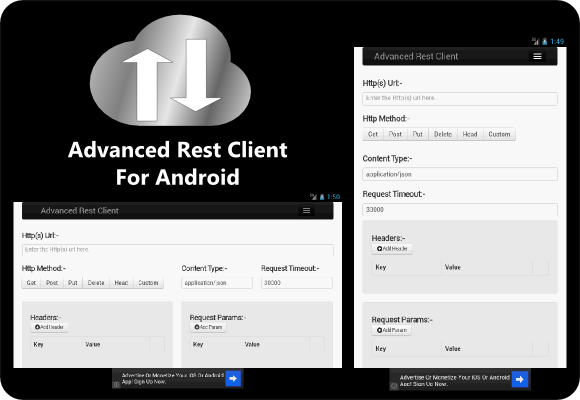 Advanced Rest Client
For Android
1:50
Advanced Rest Client
Http(s) Url:-
Enter the Http(s) url here.
Http Method:- Content Type:- Request Timeout:-
Get Post Put Delete Head Custom application/json 30000
Headers:- Request Params:-
Add Header Add Param
Key Value Key Value
Advertise Or Monetize Your iOS Or Android
App! Sign Up Now.
1:49
Advanced Rest Client
Http(s) Url:-
Enter the Http(s) url here.
Http Method:-
Get Post Put Delete Head Custom
Content Type:-
application/json
Request Timeout:-
30000
Headers:-
Add Header
Key Value
Request Params:-
Add Param
Key Value
Advertise Or Monetize Your iOS Or Android
App! Sign Up Now.